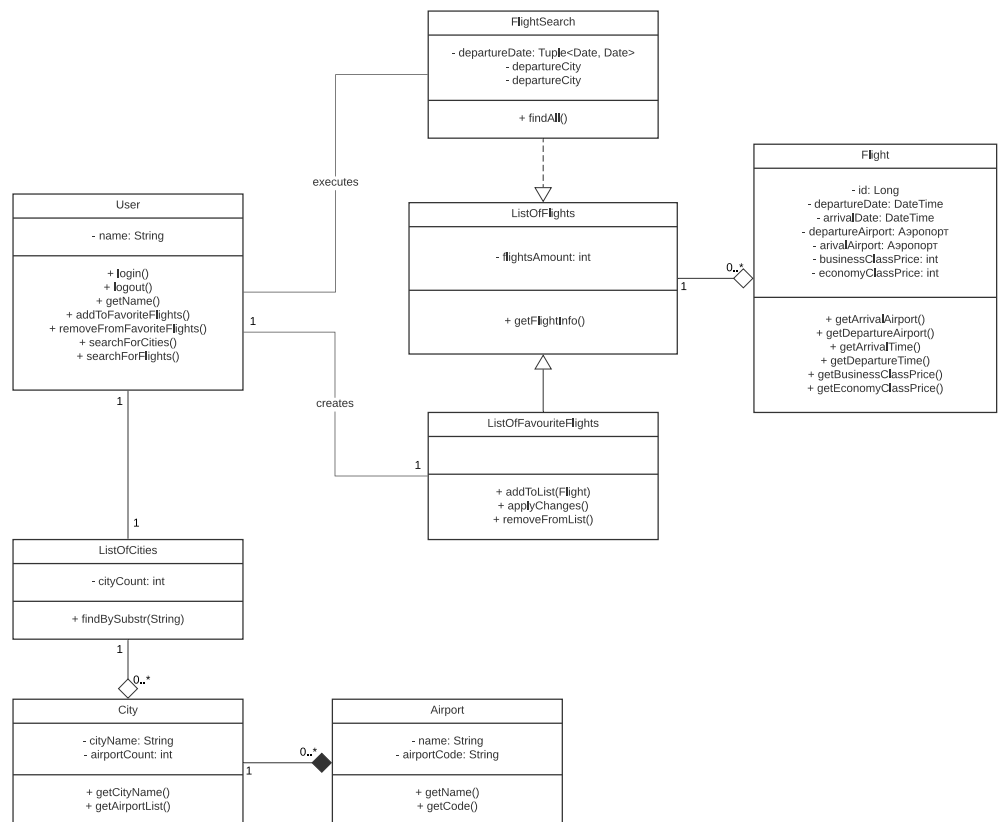 FlightSearch
- departureDate: Tuple<Date, Date>
- departureCity
- departureCity
+ findAll()
executes
Flight
- id: Long
- departureDate: DateTime
- arrivalDate: DateTime
- departureAirport: Аэропорт
- arivalAirport: Аэропорт
- businessClassPrice: int
- economyClassPrice: int
+ getArrivalAirport()
+ getDepartureAirport()
+ getArrivalTime()
+ getDepartureTime()
+ getBusinessClassPrice()
+ getEconomyClassPrice()
User
- name: String
+ login()
+ logout()
+ getName()
+ addToFavoriteFlights()
+ removeFromFavoriteFlights()
+ searchForCities()
+ searchForFlights()
ListOfFlights
- flightsAmount: int
+ getFlightInfo()
0..*
1
1
creates
1
1
ListOfFavouriteFlights
+ addToList(Flight)
+ applyChanges()
+ removeFromList()
1
ListOfCities
- cityCount: int
+ findBySubstr(String)
1
0..*
City
- cityName: String
- airportCount: int
+ getCityName()
+ getAirportList()
0..*
1
Airport
- name: String
- airportCode: String
+ getName()
+ getCode()